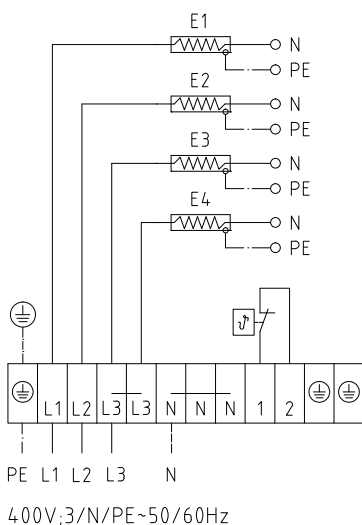 E1
N
PE
E2
N
PE
E3
N
PE
E4
N
PE
ϑ
L1 L2 L3 L3 N N N 1 2
PE L1 L2 L3 N
400V;3/N/PE~50/60Hz